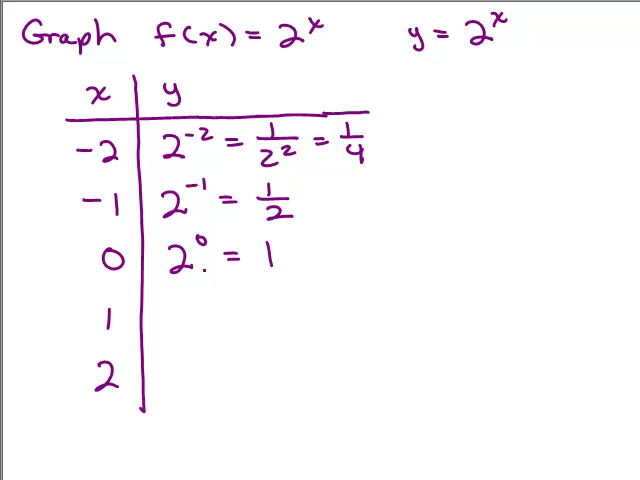 Graph f(x) = 2^x y = 2^x
x y
-2 2^-2 = 1/2^2 = 1/4
-1 2^-1 = 1/2
0 2^0 = 1
1
2